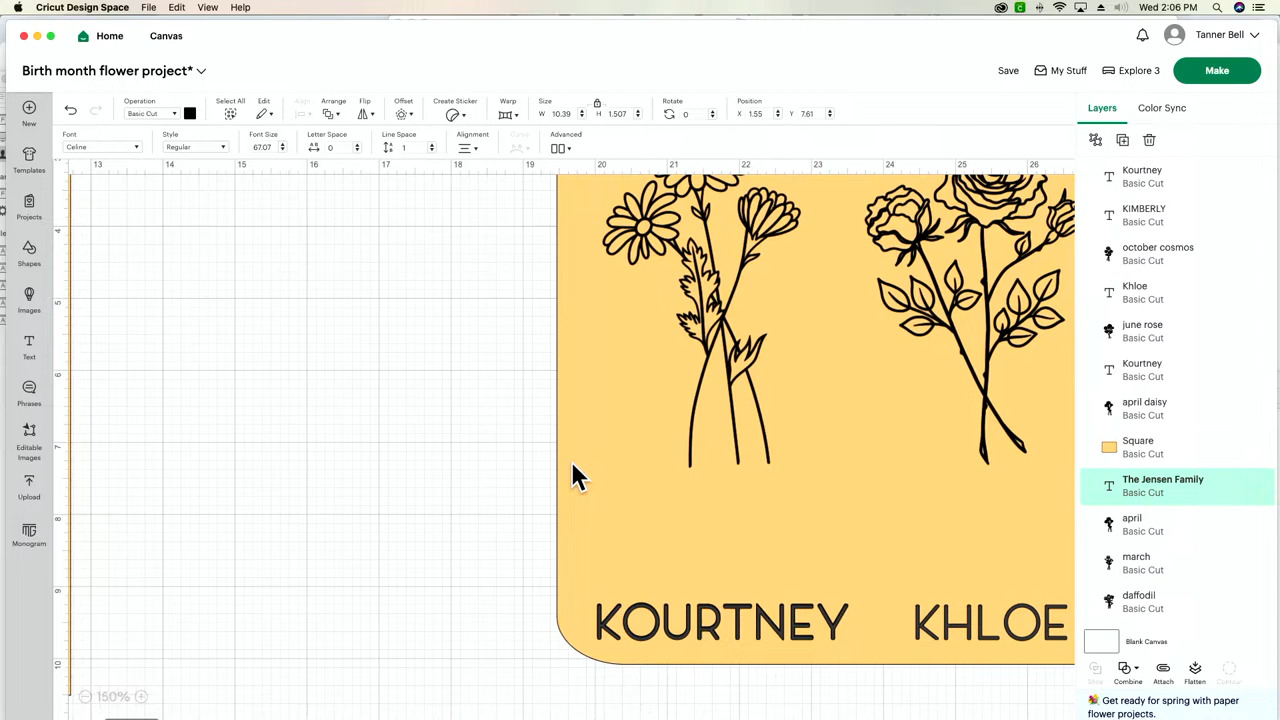 Cricut Design Space File Edit View Help Wed 2:06 PM
Home Canvas Tanner Bell
Birth month flower project* Save My Stuff Explore 3 Make
Operation Select All Edit Align Arrange Flip Offset Create Sticker Warp Size Rotate Position
Basic Cut W 10.39 H 1.507 0 X 1.55 Y 7.61
Font Style Font Size Letter Space Line Space Alignment Curve Advanced
Celine Regular 67.07 0 1
New
Templates
Projects
Shapes
Images
Text
Phrases
Editable
Images
Upload
Monogram
13 14 15 16 17 18 19 20 21 22 23 24 25 26
4
5
6
7
8
9
10
KOURTNEY KHLOE
150%
Layers Color Sync
Kourtney
Basic Cut
KIMBERLY
Basic Cut
october cosmos
Basic Cut
Khloe
Basic Cut
june rose
Basic Cut
Kourtney
Basic Cut
april daisy
Basic Cut
Square
Basic Cut
The Jensen Family
Basic Cut
april
Basic Cut
march
Basic Cut
daffodil
Basic Cut
Blank Canvas
Slice Combine Attach Flatten Contour
Get ready for spring with paper
flower projects.